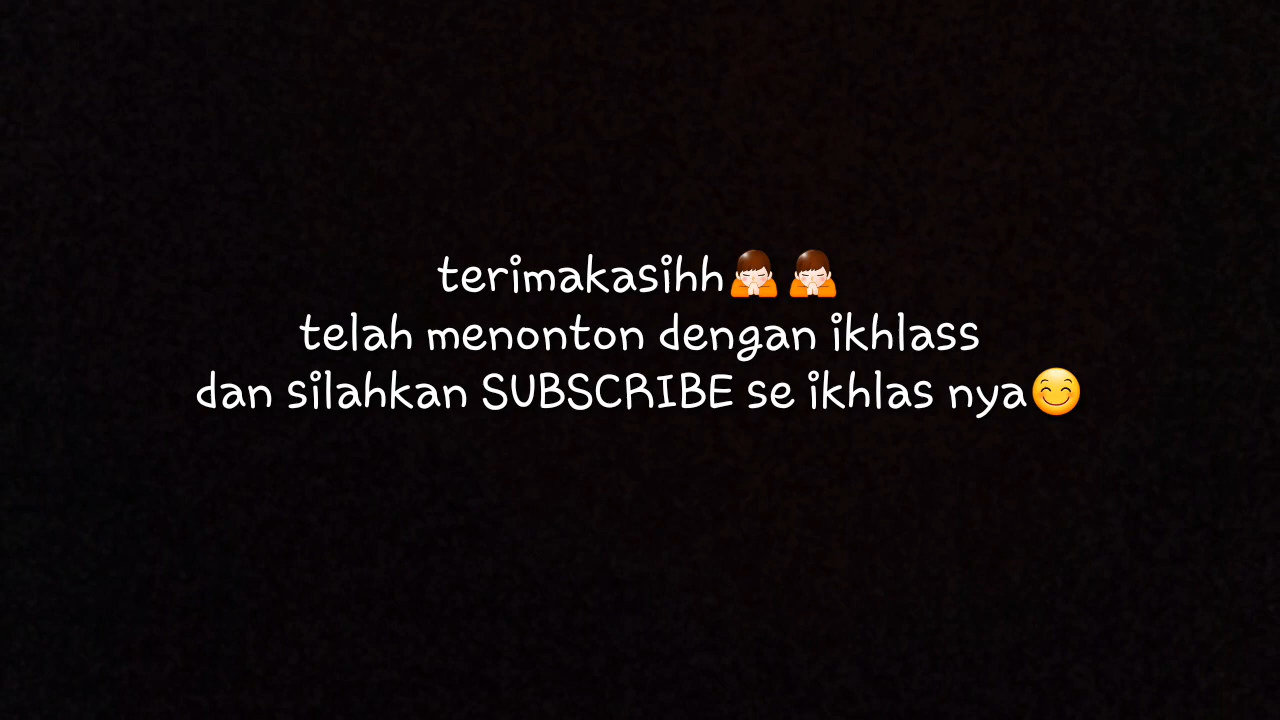 terimakasihh🙏🙏
telah menonton dengan ikhlass
dan silahkan SUBSCRIBE se ikhlas nya😊